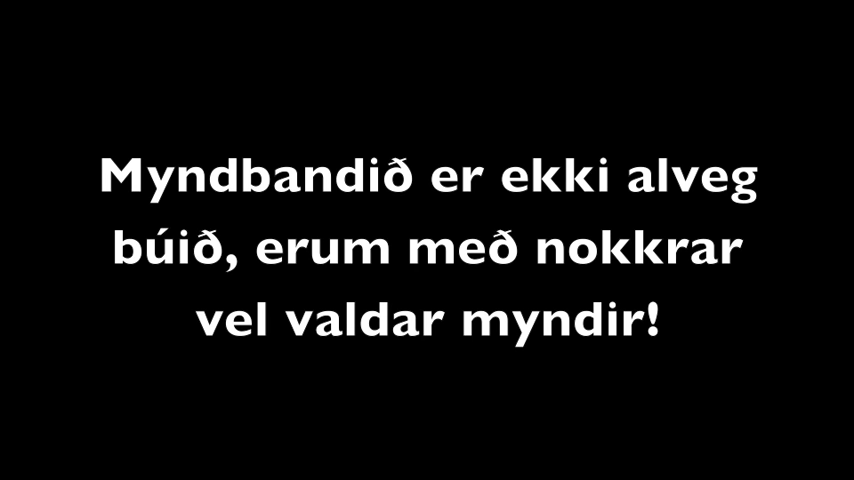 Myndbandið er ekki alveg
búið, erum með nokkrar
vel valdar myndir!